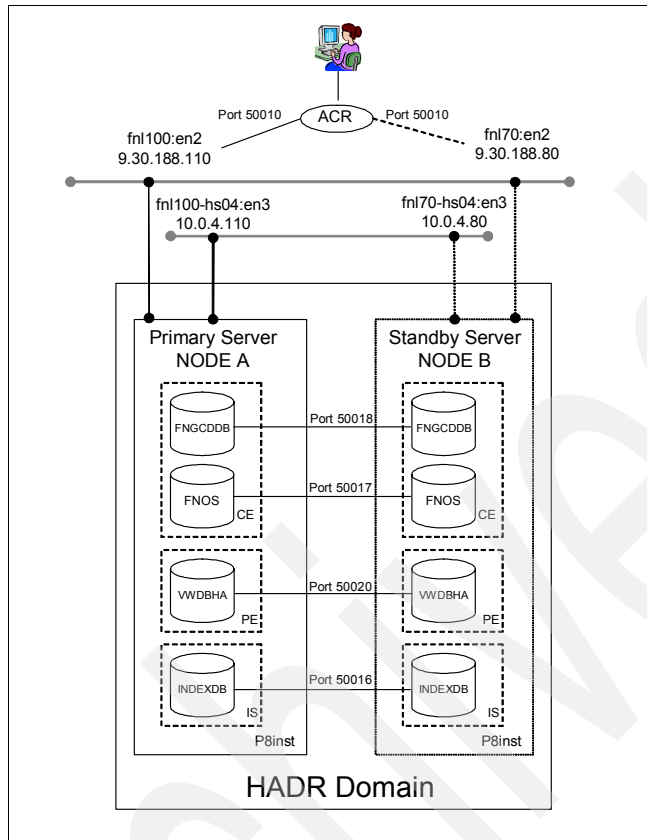 ACR
Port 50010
Port 50010
fnl100:en2
9.30.188.110
fnl70:en2
9.30.188.80
fnl100-hs04:en3
10.0.4.110
fnl70-hs04:en3
10.0.4.80
Primary Server
NODE A
Standby Server
NODE B
FNGCDDB
Port 50018
FNGCDDB
FNOS
Port 50017
FNOS
CE
CE
VWDBHA
Port 50020
VWDBHA
PE
PE
INDEXDB
Port 50016
INDEXDB
IS
IS
P8inst
P8inst
HADR Domain